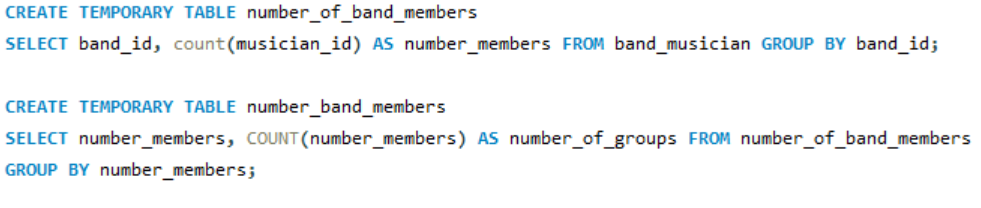 CREATE TEMPORARY TABLE number_of_band_members
SELECT band_id, count(musician_id) AS number_members FROM band_musician GROUP BY band_id;
CREATE TEMPORARY TABLE number_band_members
SELECT number_members, COUNT(number_members) AS number_of_groups FROM number_of_band_members
GROUP BY number_members;